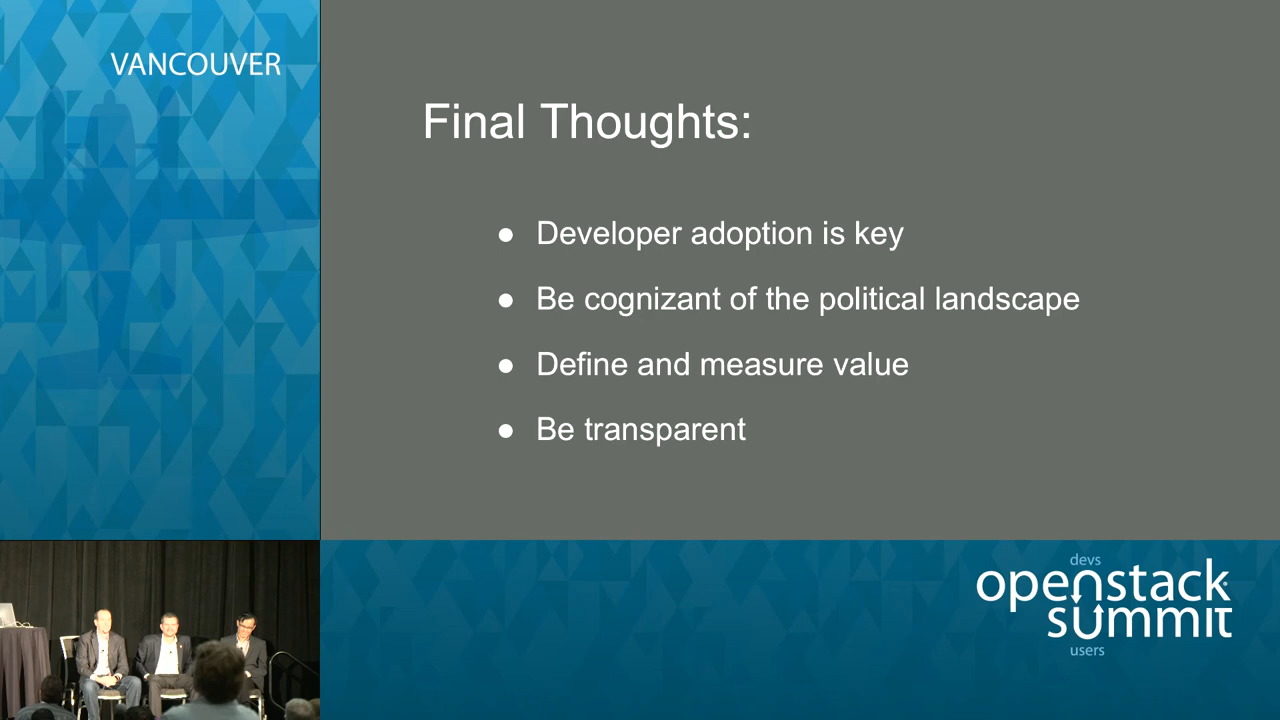 VANCOUVER
Final Thoughts:
● Developer adoption is key
● Be cognizant of the political landscape
● Define and measure value
● Be transparent
devs
openstack
summit
users